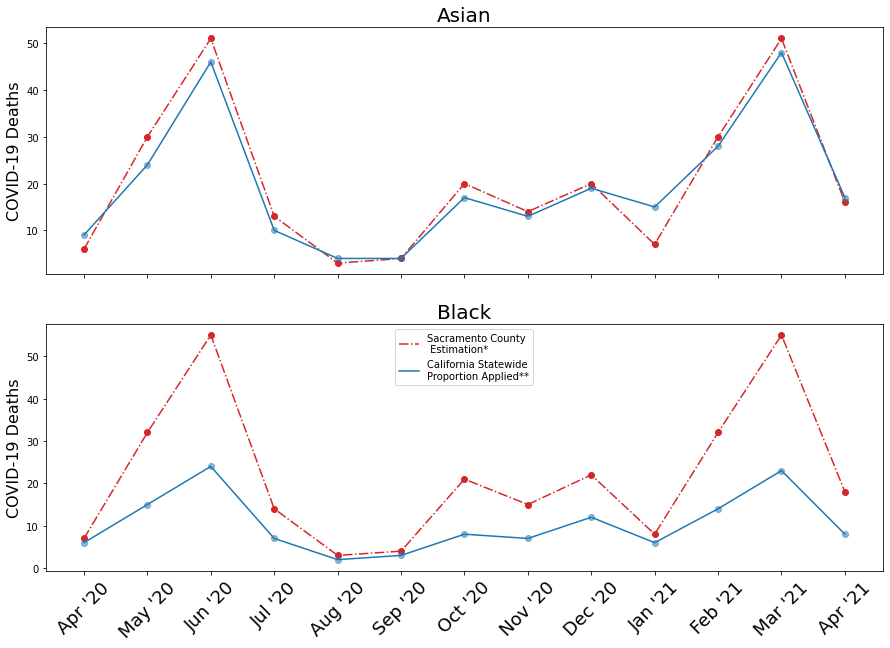 Asian
COVID-19 Deaths
50
40
30
20
10
Black
COVID-19 Deaths
50
40
30
20
10
0
Sacramento County
Estimation*
California Statewide
Proportion Applied**
Apr '20
May '20
Jun '20
Jul '20
Aug '20
Sep '20
Oct '20
Nov '20
Dec '20
Jan '21
Feb '21
Mar '21
Apr '21